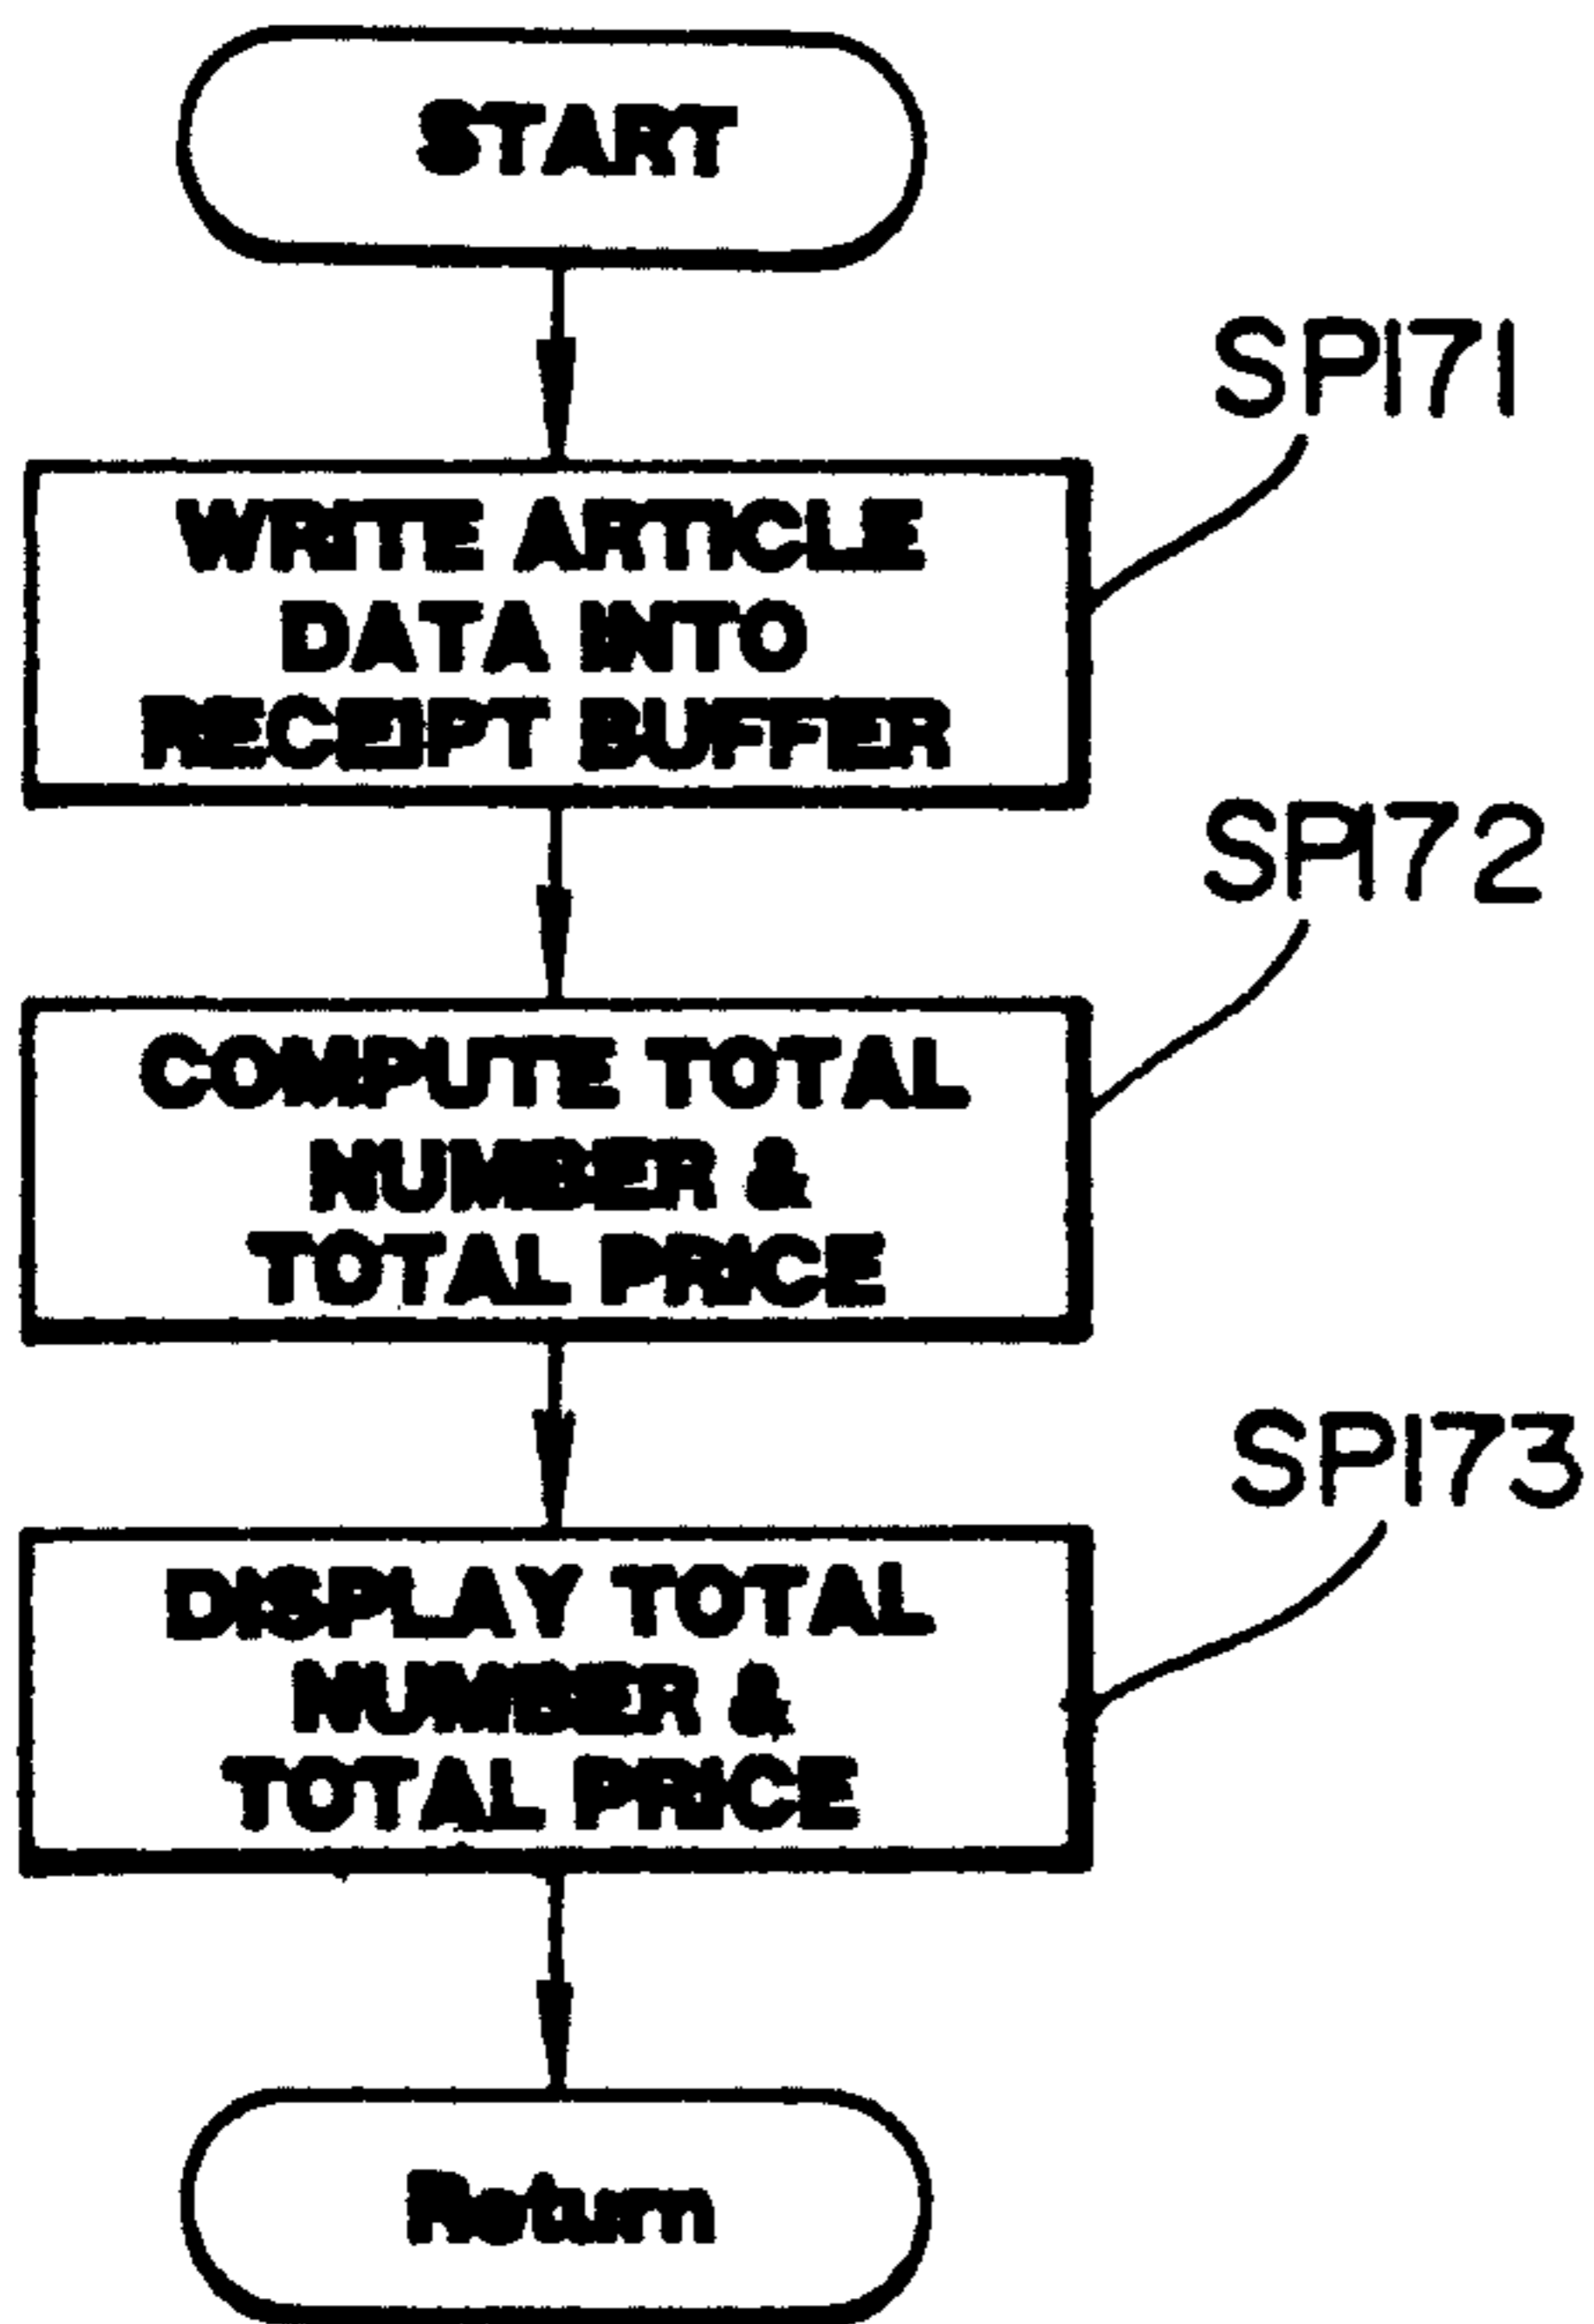 START
SP171
WRITE ARTICLE
DATA INTO
RECEIPT BUFFER
SP172
COMPUTE TOTAL
NUMBER &
TOTAL PRICE
SP173
DISPLAY TOTAL
NUMBER &
TOTAL PRICE
Return